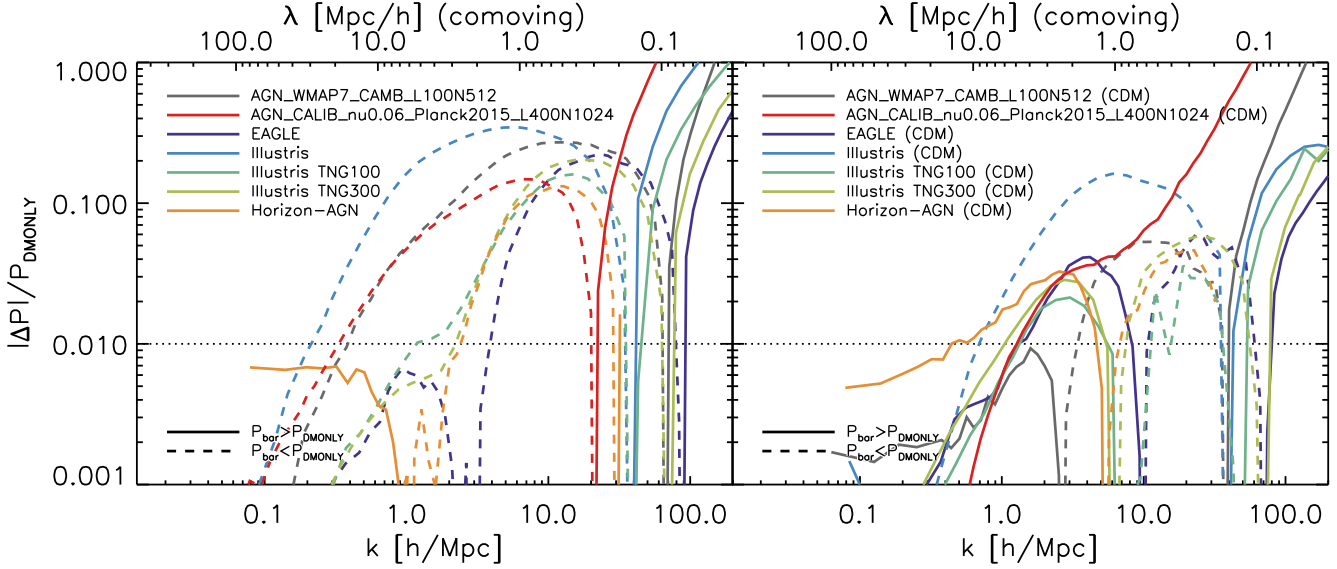 λ [Mpc/h] (comoving)
100.0 10.0 1.0 0.1
λ [Mpc/h] (comoving)
100.0 10.0 1.0 0.1
|ΔP|/P_DMONLY
1.000
0.100
0.010
0.001
AGN_WMAP7_CAMB_L100N512
AGN_CALIB_nu0.06_Planck2015_L400N1024
EAGLE
Illustris
Illustris TNG100
Illustris TNG300
Horizon-AGN
P_bar>P_DMONLY
P_bar<P_DMONLY
AGN_WMAP7_CAMB_L100N512 (CDM)
AGN_CALIB_nu0.06_Planck2015_L400N1024 (CDM)
EAGLE (CDM)
Illustris (CDM)
Illustris TNG100 (CDM)
Illustris TNG300 (CDM)
Horizon-AGN (CDM)
P_bar>P_DMONLY
P_bar<P_DMONLY
0.1 1.0 10.0 100.0
k [h/Mpc]
0.1 1.0 10.0 100.0
k [h/Mpc]